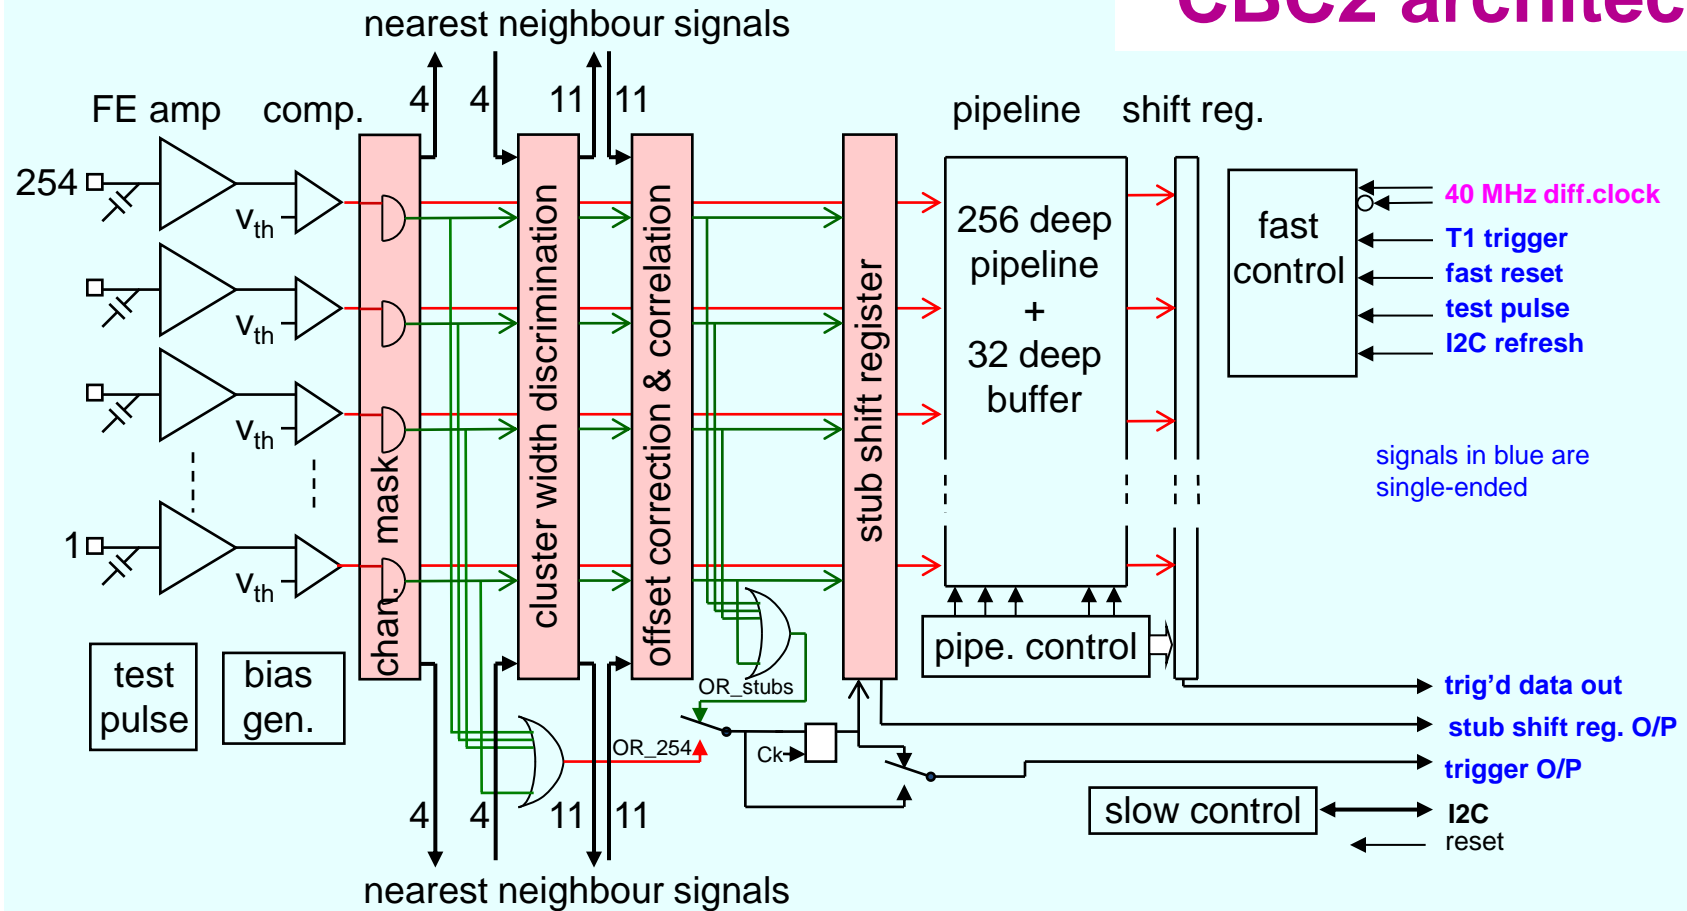 CBC2 architec
nearest neighbour signals
4 4 11 11
FE amp comp. pipeline shift reg.
254
Vth
Vth
Vth
Vth
1
chan. mask
cluster width discrimination
offset correction & correlation
stub shift register
256 deep
pipeline
+
32 deep
buffer
fast
control
40 MHz diff.clock
T1 trigger
fast reset
test pulse
I2C refresh
signals in blue are
single-ended
pipe. control
test
pulse
bias
gen.
OR_stubs
OR_254
Ck
trig'd data out
stub shift reg. O/P
trigger O/P
slow control
I2C
reset
4 4 11 11
nearest neighbour signals